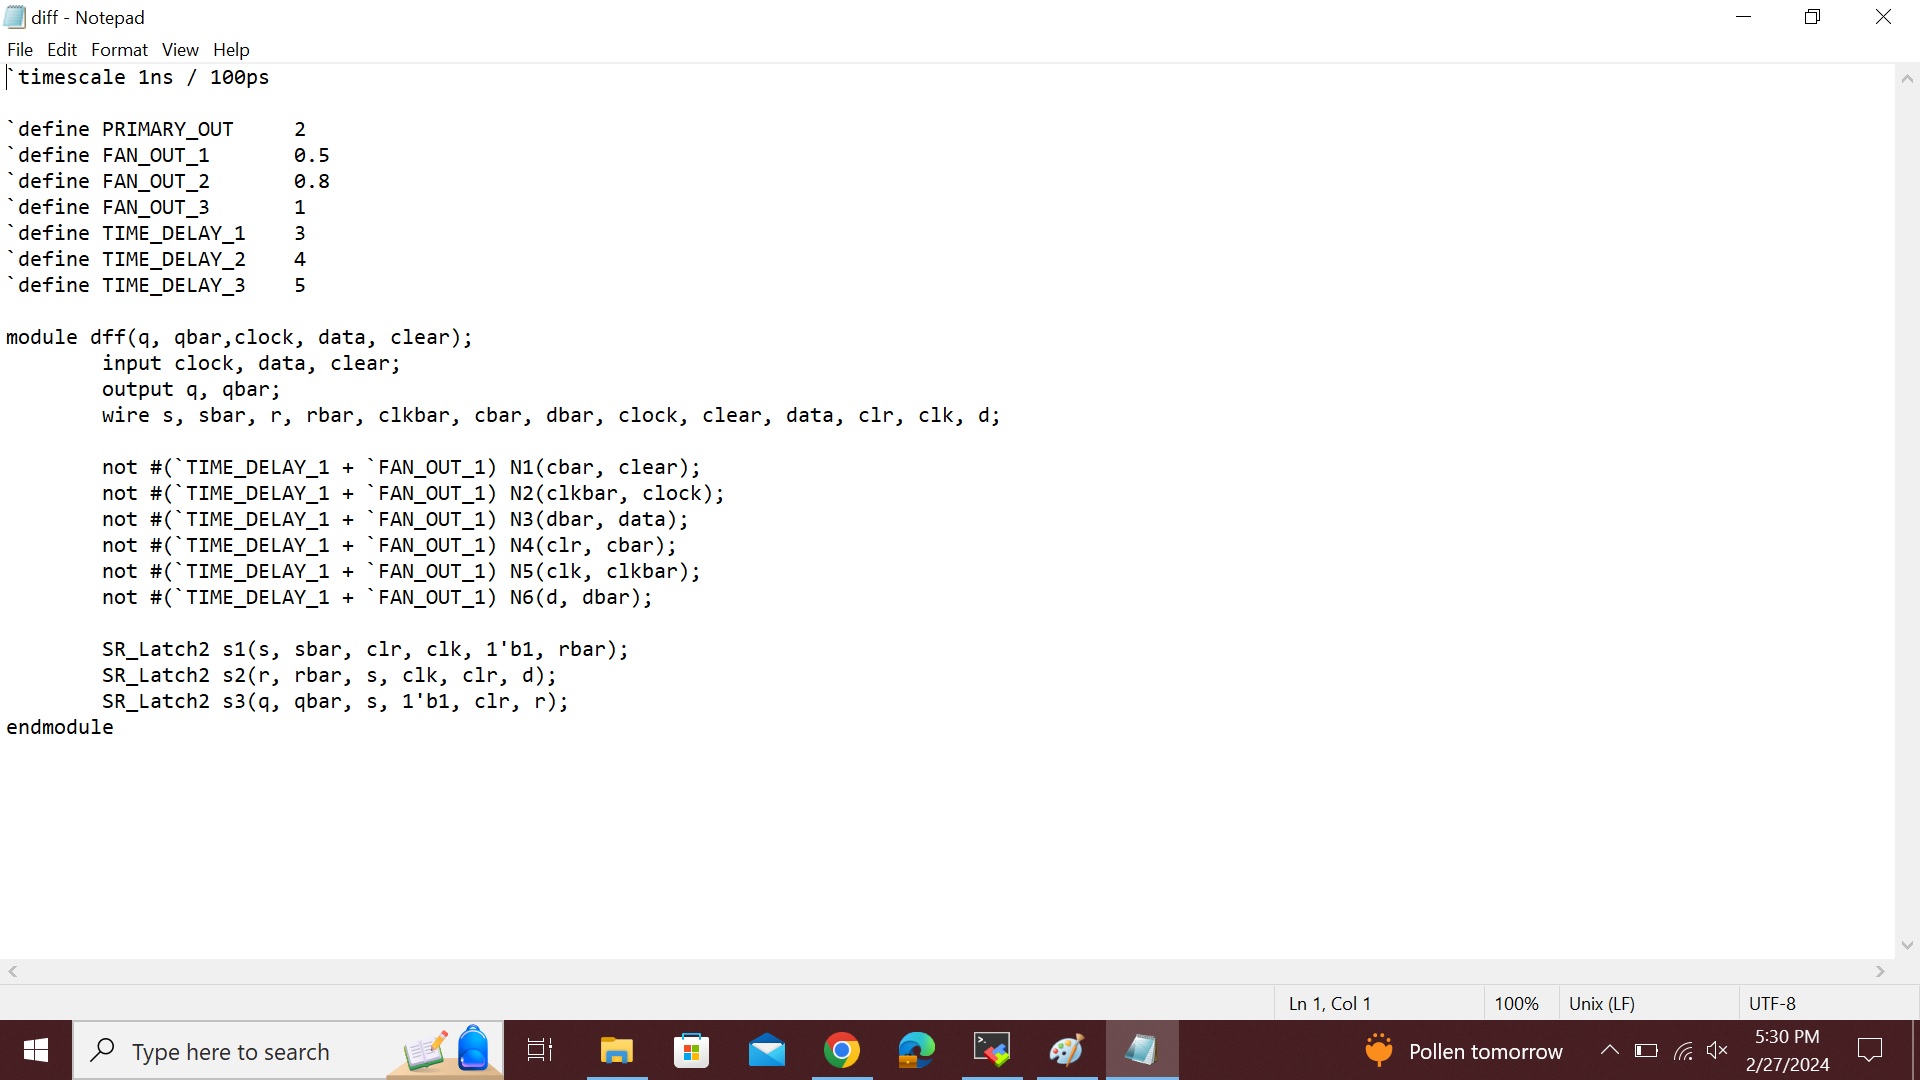 diff - Notepad
File Edit Format View Help
`timescale 1ns / 100ps
`define PRIMARY_OUT 2
`define FAN_OUT_1 0.5
`define FAN_OUT_2 0.8
`define FAN_OUT_3 1
`define TIME_DELAY_1 3
`define TIME_DELAY_2 4
`define TIME_DELAY_3 5
module dff(q, qbar,clock, data, clear);
input clock, data, clear;
output q, qbar;
wire s, sbar, r, rbar, clkbar, cbar, dbar, clock, clear, data, clr, clk, d;
not #(`TIME_DELAY_1 + `FAN_OUT_1) N1(cbar, clear);
not #(`TIME_DELAY_1 + `FAN_OUT_1) N2(clkbar, clock);
not #(`TIME_DELAY_1 + `FAN_OUT_1) N3(dbar, data);
not #(`TIME_DELAY_1 + `FAN_OUT_1) N4(clr, cbar);
not #(`TIME_DELAY_1 + `FAN_OUT_1) N5(clk, clkbar);
not #(`TIME_DELAY_1 + `FAN_OUT_1) N6(d, dbar);
SR_Latch2 s1(s, sbar, clr, clk, 1'b1, rbar);
SR_Latch2 s2(r, rbar, s, clk, clr, d);
SR_Latch2 s3(q, qbar, s, 1'b1, clr, r);
endmodule
Ln 1, Col 1 100% Unix (LF) UTF-8
Type here to search
Pollen tomorrow
5:30 PM
2/27/2024